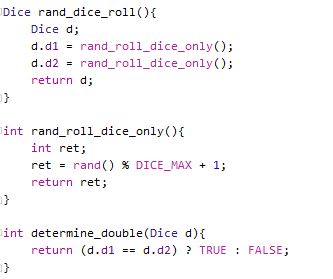 Dice rand_dice_roll(){
    Dice d;
    d.d1 = rand_roll_dice_only();
    d.d2 = rand_roll_dice_only();
    return d;
}

int rand_roll_dice_only(){
    int ret;
    ret = rand() % DICE_MAX + 1;
    return ret;
}

int determine_double(Dice d){
    return (d.d1 == d.d2) ? TRUE : FALSE;
}